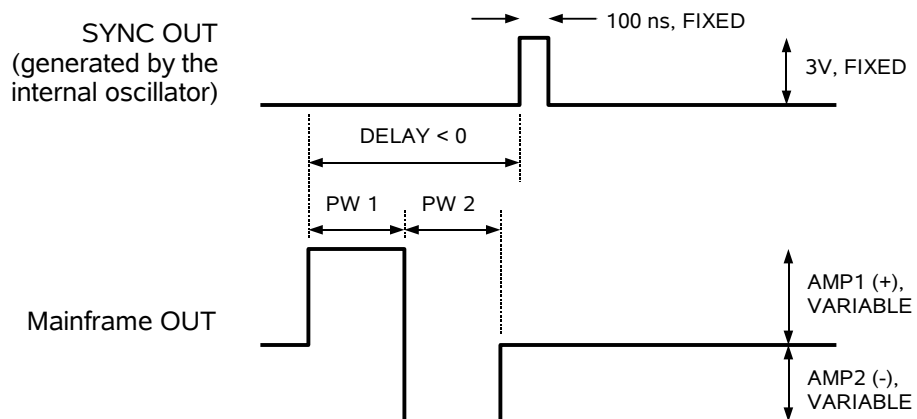 100 ns, FIXED
SYNC OUT
(generated by the
internal oscillator)
3V, FIXED
DELAY < 0
PW 1
PW 2
AMP1 (+),
VARIABLE
Mainframe OUT
AMP2 (-),
VARIABLE